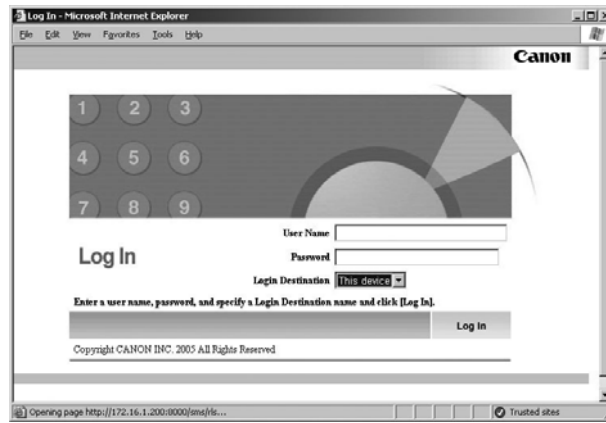 Log In - Microsoft Internet Explorer
File Edit View Favorites Tools Help
Canon
1 2 3
4 5 6
7 8 9
User Name
Log In
Password
Login Destination This device
Enter a user name, password, and specify a Login Destination name and click [Log In].
Log In
Copyright CANON INC. 2005 All Rights Reserved
Opening page http://172.16.1.200:8000/sms/rls... Trusted sites